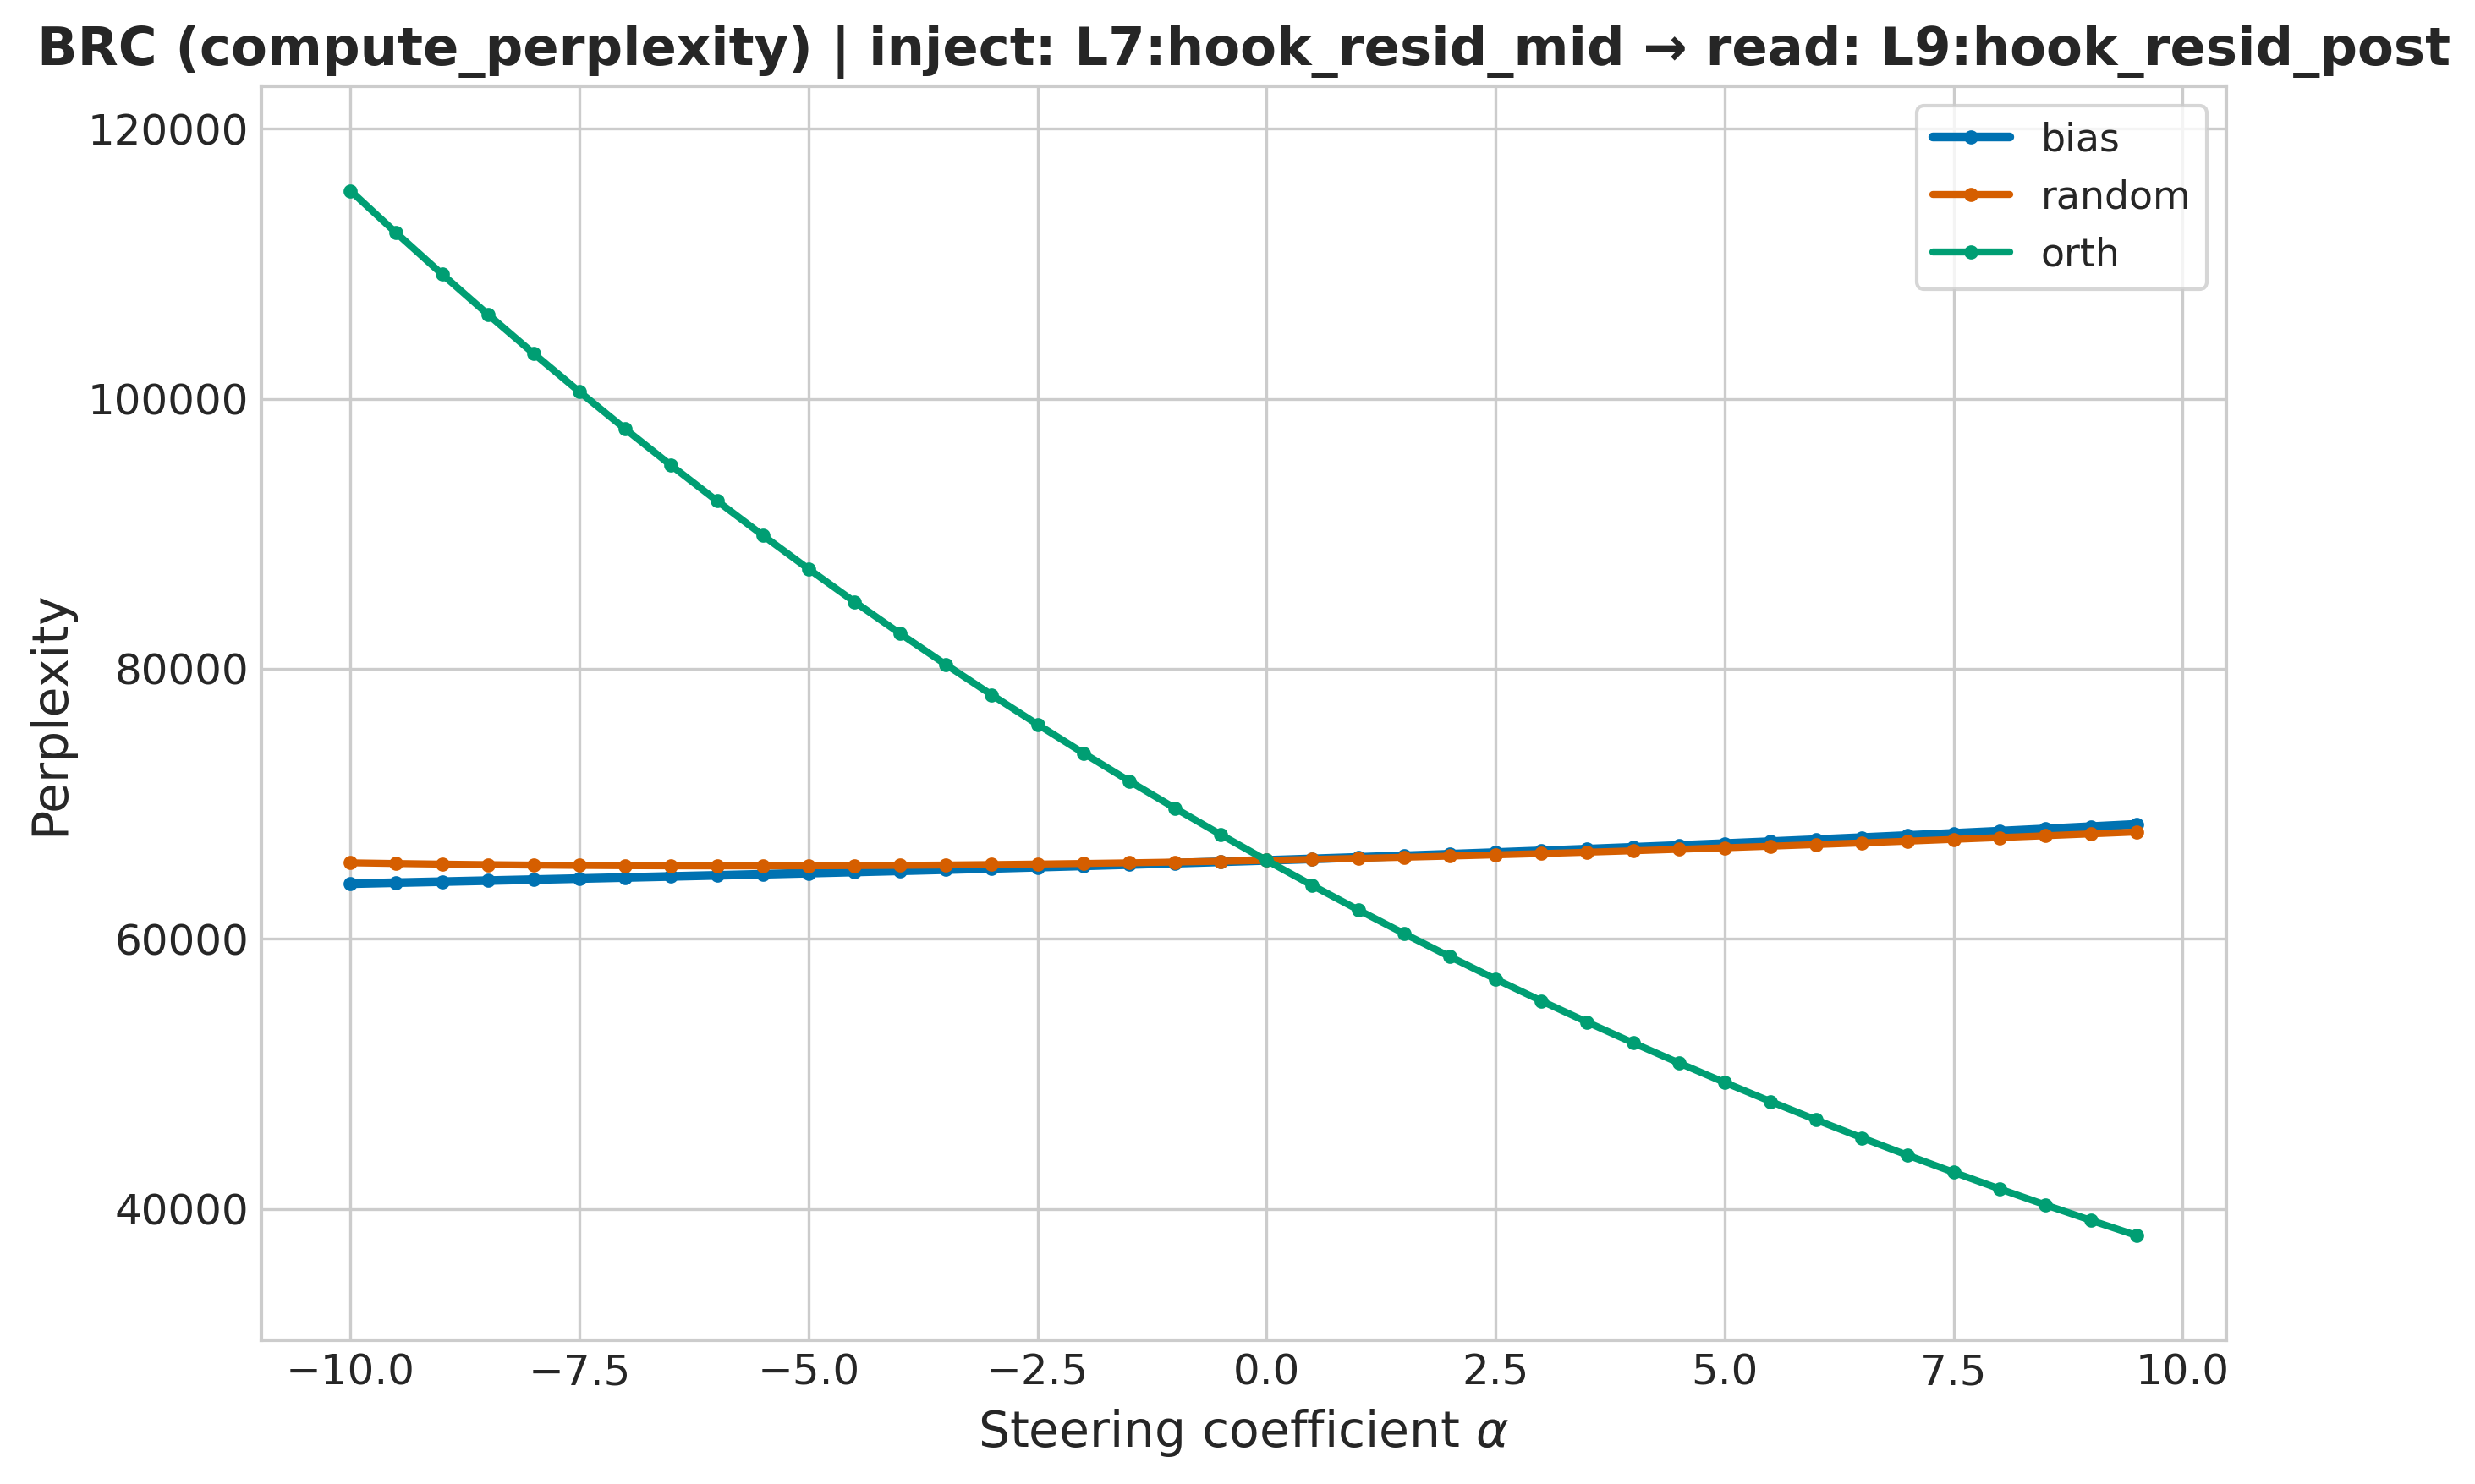 BRC (compute_perplexity) | inject: L7:hook_resid_mid → read: L9:hook_resid_post
120000
100000
80000
60000
40000
Perplexity
bias
random
orth
−10.0 −7.5 −5.0 −2.5 0.0 2.5 5.0 7.5 10.0
Steering coefficient α